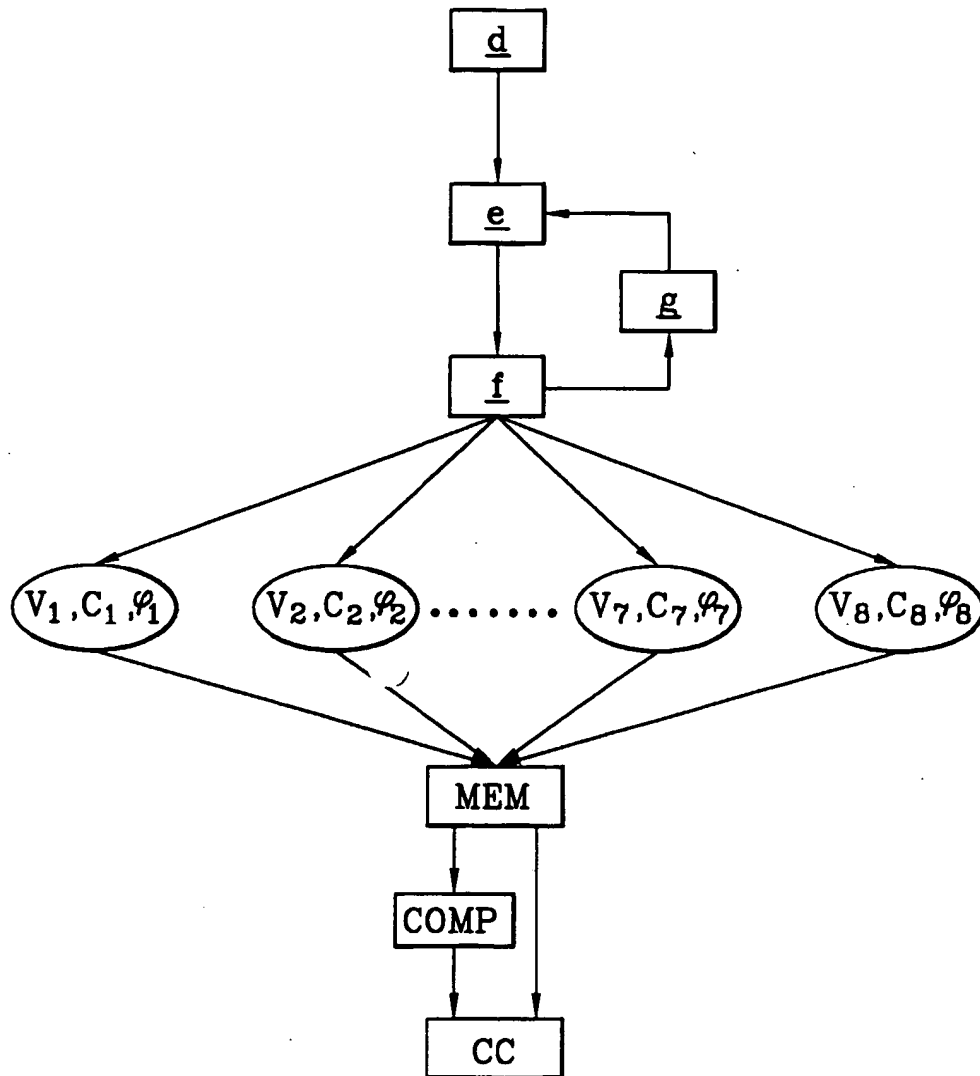 d
e
g
f
V₁,C₁,φ₁ V₂,C₂,φ₂ ....... V₇,C₇,φ₇ V₈,C₈,φ₈
MEM
COMP
CC